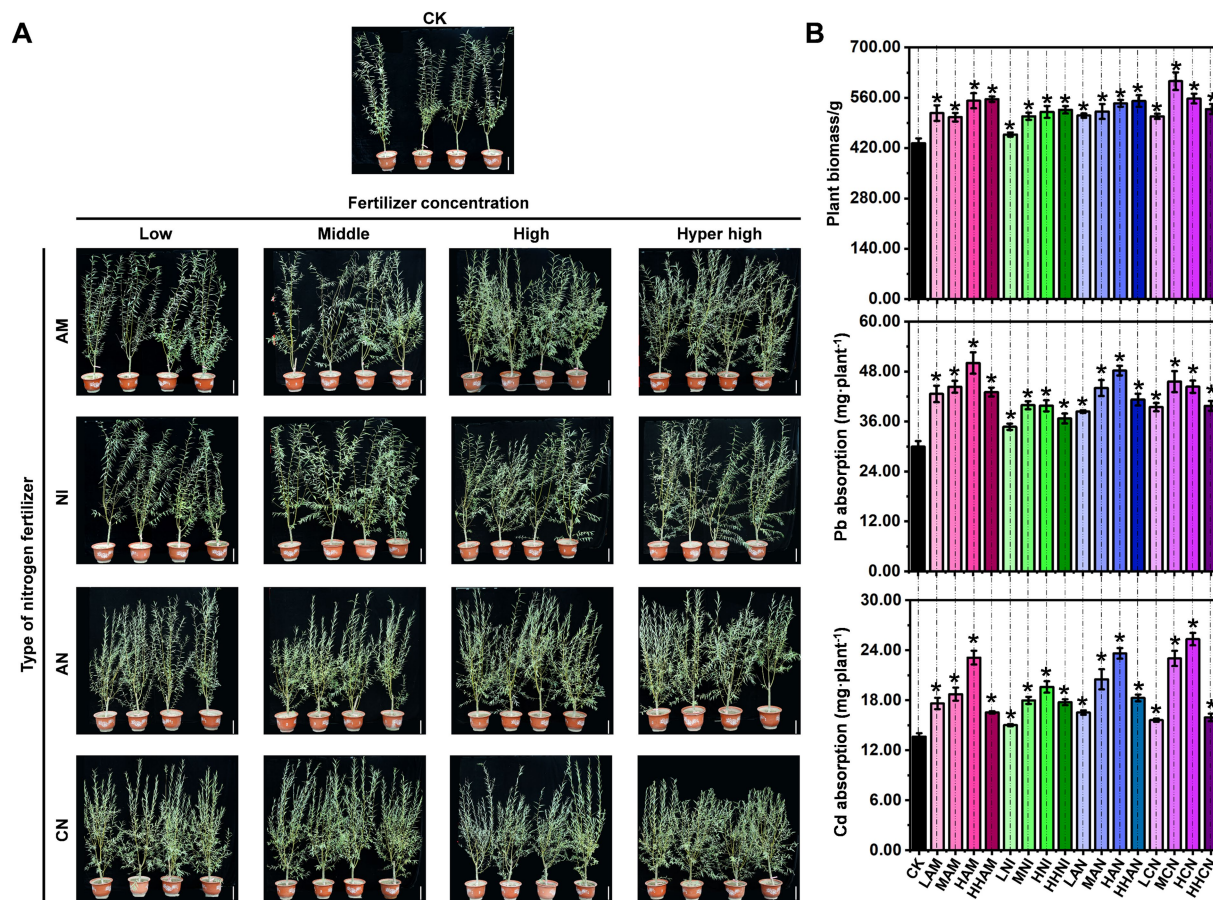 A
CK
Fertilizer concentration
Low Middle High Hyper high
Type of nitrogen fertilizer
AM
NI
AN
CN
B
Plant biomass/g
700.00
560.00
420.00
280.00
140.00
0.00
* * * * * * * * * * * * * * * *
Pb absorption (mg·plant⁻¹)
60.00
48.00
36.00
24.00
12.00
0.00
* * * * * * * * * * * * * * * *
Cd absorption (mg·plant⁻¹)
30.00
24.00
18.00
12.00
6.00
0.00
* * * * * * * * * * * * * * * *
CK LAM MAM HAM HHAM LNI MNI HNI HHNI LAN MAN HAN HHAN LCN MCN HCN HHCN